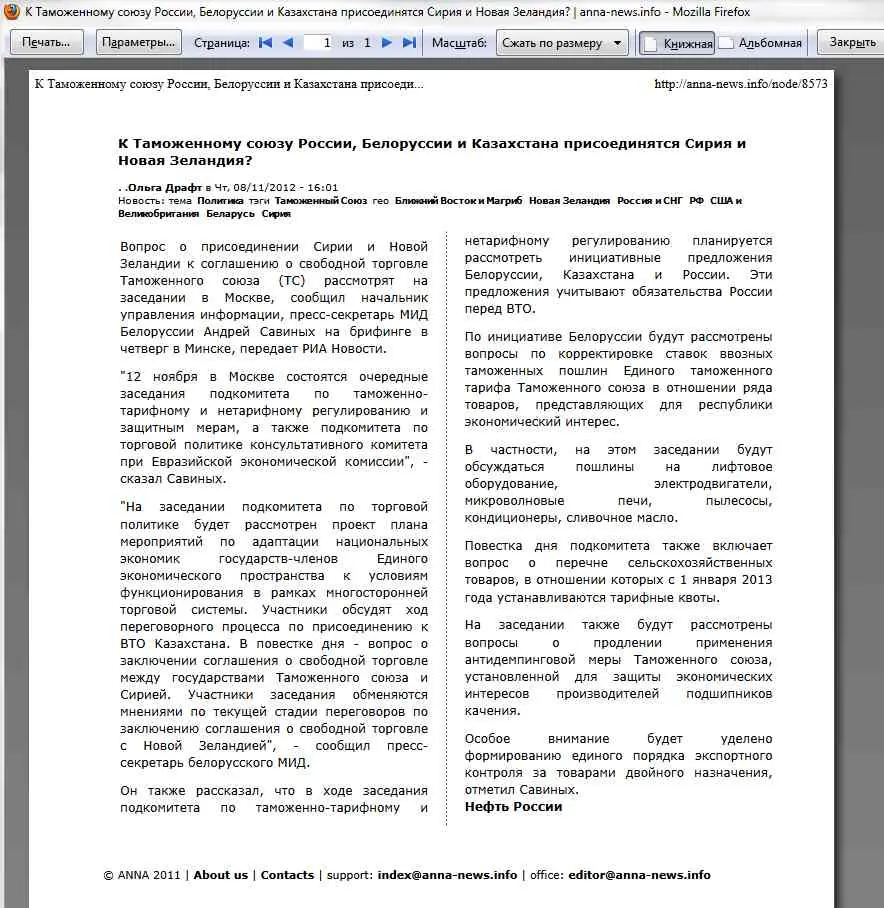 К Таможенному союзу России, Белоруссии и Казахстана присоединятся Сирия и Новая Зеландия? | anna-news.info - Mozilla Firefox
Печать... Параметры... Страница: 1 из 1 Масштаб: Сжать по размеру Книжная Альбомная Закрыть
К Таможенному союзу России, Белоруссии и Казахстана присоеди... http://anna-news.info/node/8573
К Таможенному союзу России, Белоруссии и Казахстана присоединятся Сирия и
Новая Зеландия?
. .Ольга Драфт в Чт, 08/11/2012 - 16:01
Новость: тема Политика тэги Таможенный Союз гео Ближний Восток и Магриб Новая Зеландия Россия и СНГ РФ США и
Великобритания Беларусь Сирия
Вопрос о присоединении Сирии и Новой
Зеландии к соглашению о свободной торговле
Таможенного союза (ТС) рассмотрят на
заседании в Москве, сообщил начальник
управления информации, пресс-секретарь МИД
Белоруссии Андрей Савиных на брифинге в
четверг в Минске, передает РИА Новости.
"12 ноября в Москве состоятся очередные
заседания подкомитета по таможенно-
тарифному и нетарифному регулированию и
защитным мерам, а также подкомитета по
торговой политике консультативного комитета
при Евразийской экономической комиссии", -
сказал Савиных.
"На заседании подкомитета по торговой
политике будет рассмотрен проект плана
мероприятий по адаптации национальных
экономик государств-членов Единого
экономического пространства к условиям
функционирования в рамках многосторонней
торговой системы. Участники обсудят ход
переговорного процесса по присоединению к
ВТО Казахстана. В повестке дня - вопрос о
заключении соглашения о свободной торговле
между государствами Таможенного союза и
Сирией. Участники заседания обменяются
мнениями по текущей стадии переговоров по
заключению соглашения о свободной торговле
с Новой Зеландией", - сообщил пресс-
секретарь белорусского МИД.
Он также рассказал, что в ходе заседания
подкомитета по таможенно-тарифному и
нетарифному регулированию планируется
рассмотреть инициативные предложения
Белоруссии, Казахстана и России. Эти
предложения учитывают обязательства России
перед ВТО.
По инициативе Белоруссии будут рассмотрены
вопросы по корректировке ставок ввозных
таможенных пошлин Единого таможенного
тарифа Таможенного союза в отношении ряда
товаров, представляющих для республики
экономический интерес.
В частности, на этом заседании будут
обсуждаться пошлины на лифтовое
оборудование, электродвигатели,
микроволновые печи, пылесосы,
кондиционеры, сливочное масло.
Повестка дня подкомитета также включает
вопрос о перечне сельскохозяйственных
товаров, в отношении которых с 1 января 2013
года устанавливаются тарифные квоты.
На заседании также будут рассмотрены
вопросы о продлении применения
антидемпинговой меры Таможенного союза,
установленной для защиты экономических
интересов производителей подшипников
качения.
Особое внимание будет уделено
формированию единого порядка экспортного
контроля за товарами двойного назначения,
отметил Савиных.
Нефть России
© ANNA 2011 | About us | Contacts | support: index@anna-news.info | office: editor@anna-news.info